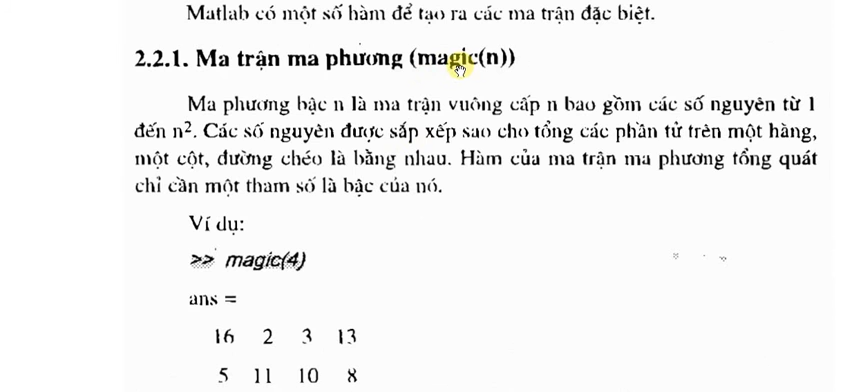 Matlab có một số hàm để tạo ra các ma trận đặc biệt.
2.2.1. Ma trận ma phương (magic(n))
Ma phương bậc n là ma trận vuông cấp n bao gồm các số nguyên từ 1
đến n². Các số nguyên được sắp xếp sao cho tổng các phần tử trên một hàng,
một cột, đường chéo là bằng nhau. Hàm của ma trận ma phương tổng quát
chỉ cần một tham số là bậc của nó.
Ví dụ:
>> magic(4)
ans =
16 2 3 13
5 11 10 8